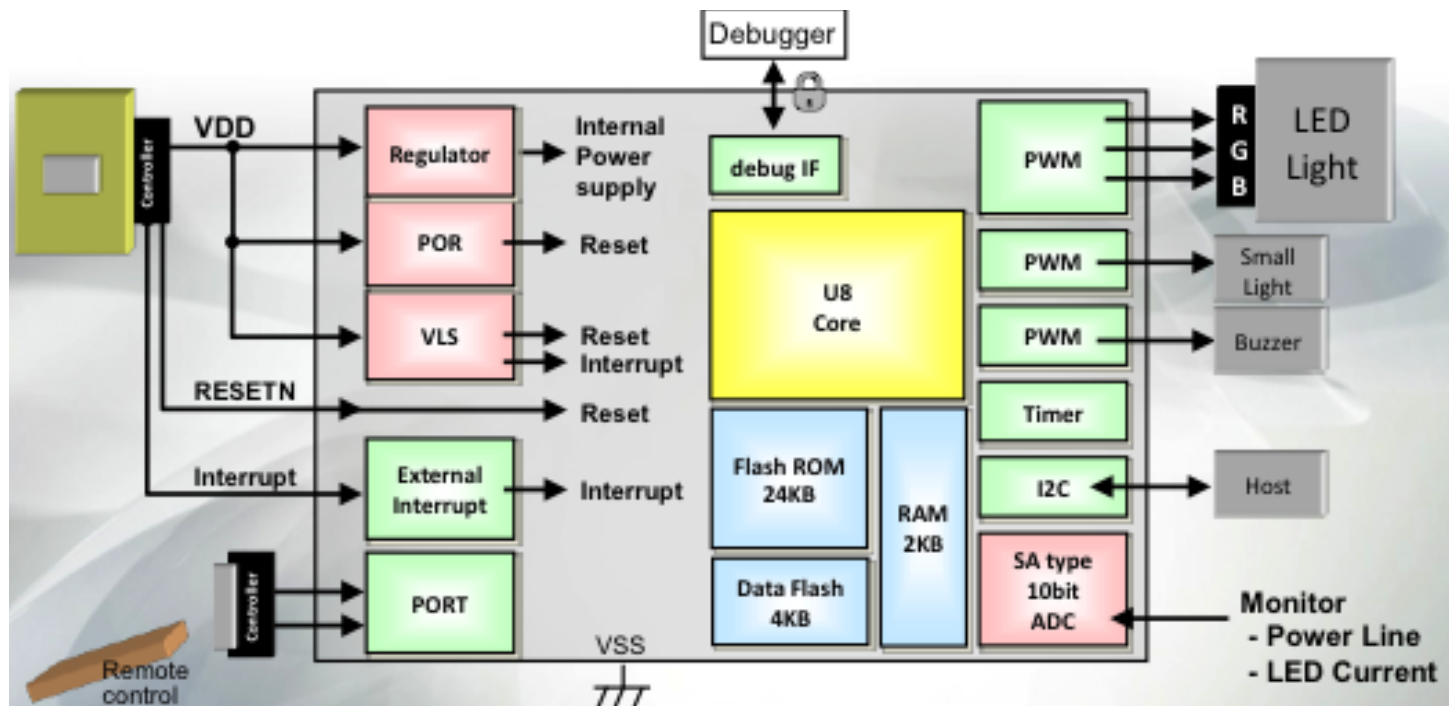 Debugger
VDD
Controller
Regulator
Internal
Power
supply
debug IF
PWM
R
G
B
LED
Light
POR
Reset
U8
Core
PWM
Small
Light
VLS
Reset
Interrupt
PWM
Buzzer
RESETN
Reset
Timer
Interrupt
External
Interrupt
Interrupt
Flash ROM
24KB
RAM
2KB
I2C
Host
Controller
PORT
Data Flash
4KB
SA type
10bit
ADC
Monitor
- Power Line
- LED Current
VSS
Remote
control